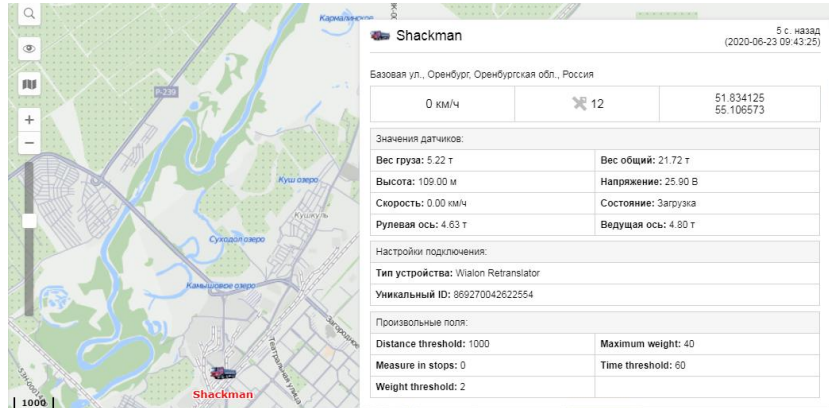 Кармалиновое
Shackman
5 с. назад
(2020-06-23 09:43:25)
Базовая ул., Оренбург, Оренбургская обл., Россия
0 км/ч
12
51.834125
55.106573
Значения датчиков:
Вес груза: 5.22 т
Вес общий: 21.72 т
Высота: 109.00 м
Напряжение: 25.90 В
Скорость: 0.00 км/ч
Состояние: Загрузка
Рулевая ось: 4.63 т
Ведущая ось: 4.80 т
Настройки подключения:
Тип устройства: Wialon Retranslator
Уникальный ID: 869270042622554
Произвольные поля:
Distance threshold: 1000
Maximum weight: 40
Measure in stops: 0
Time threshold: 60
Weight threshold: 2
P-239
Куш озеро
Кушкуль
Суходол озеро
Камышовое озеро
Загородное
Театральная улица
Shackman
1000
+
−